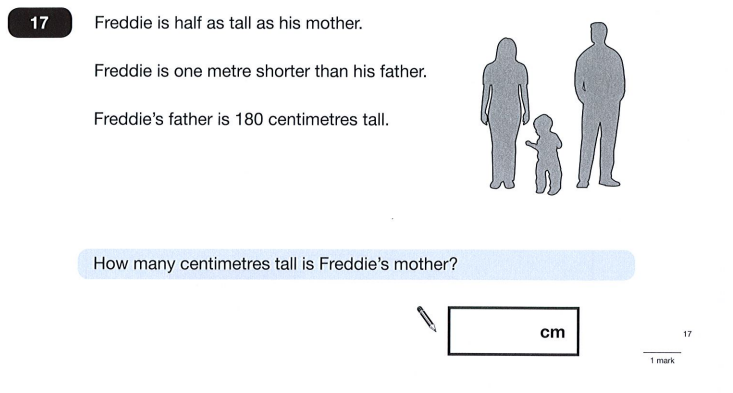 17
Freddie is half as tall as his mother.
Freddie is one metre shorter than his father.
Freddie's father is 180 centimetres tall.
How many centimetres tall is Freddie's mother?
cm
17
1 mark